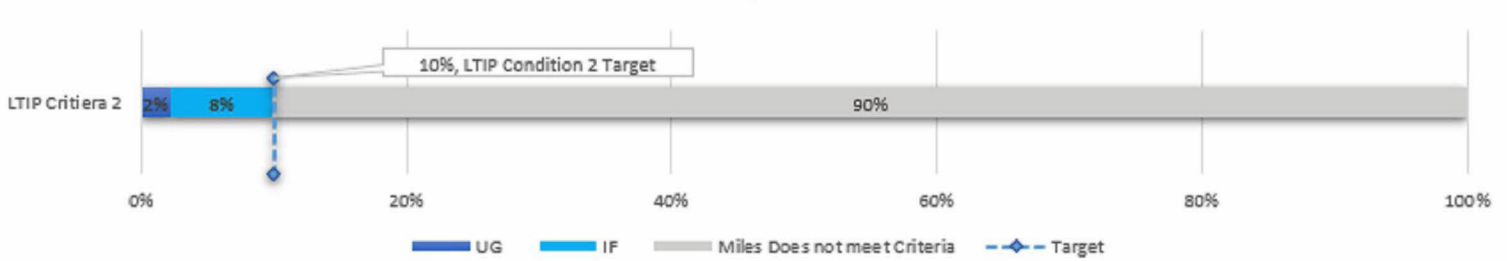 10%, LTIP Condition 2 Target
LTIP Critiera 2 2% 8% 90%
0% 20% 40% 60% 80% 100%
UG IF Miles Does not meet Criteria Target